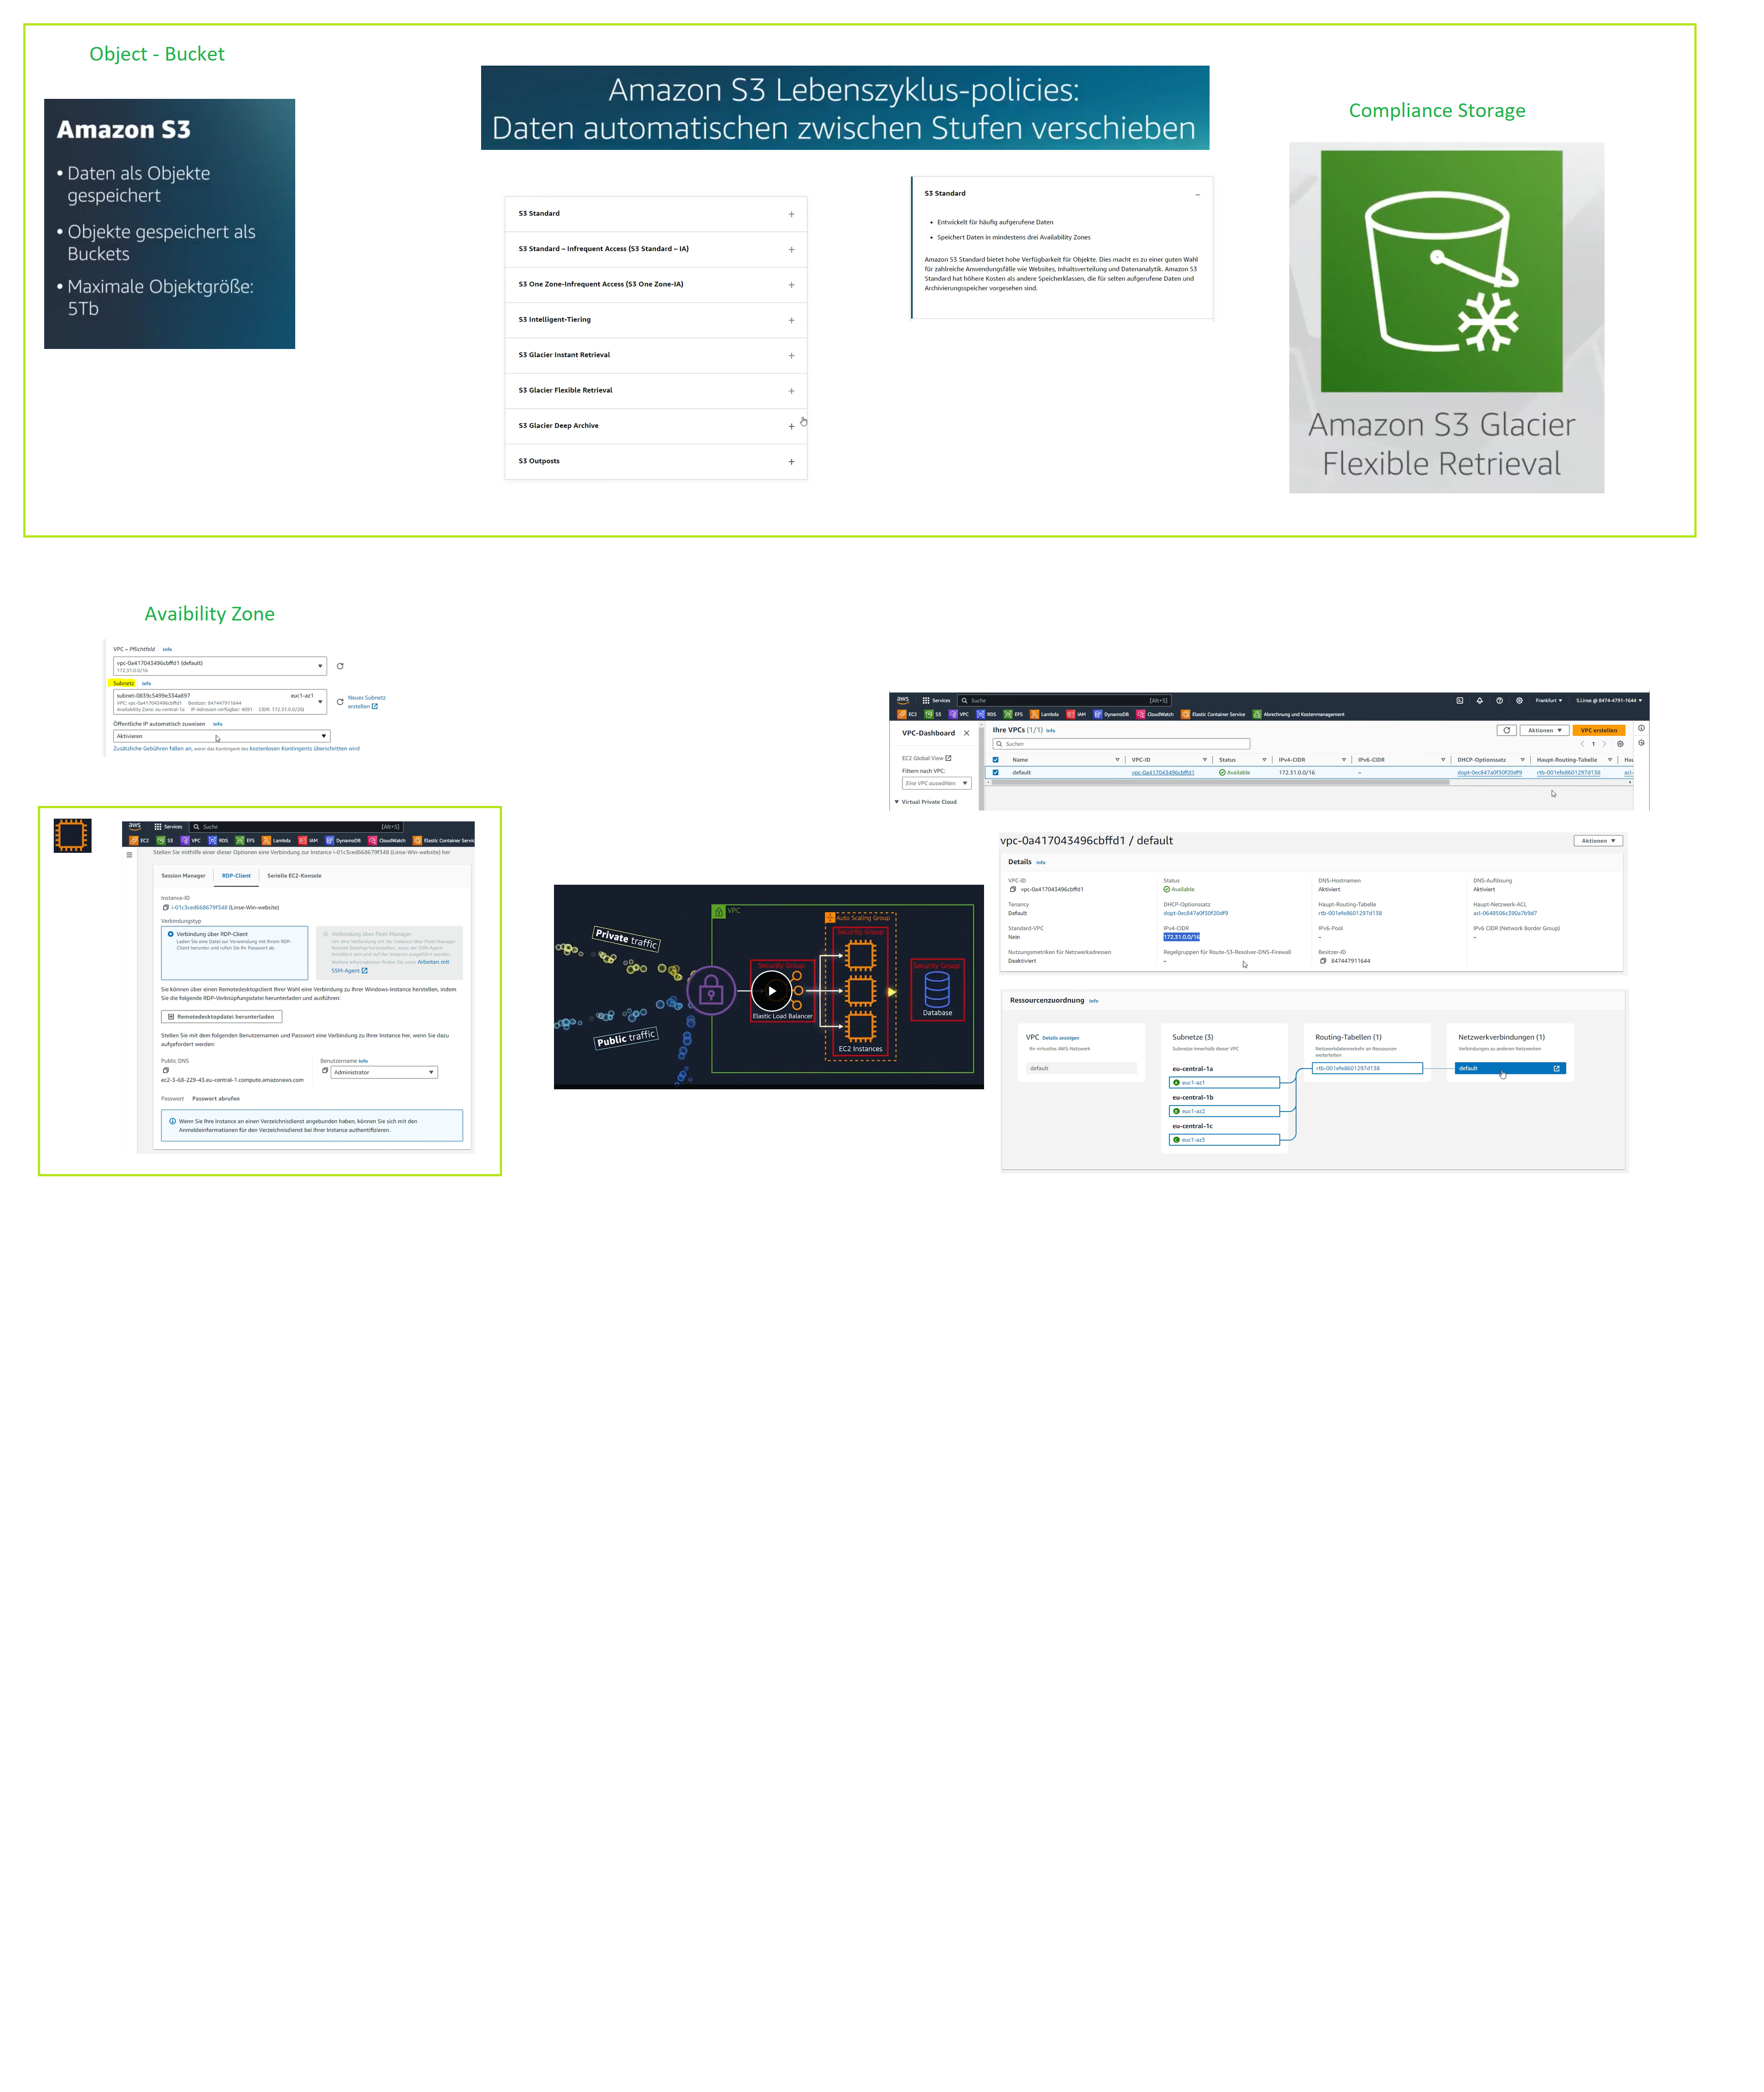 Object - Bucket
Amazon S3
• Daten als Objekte
gespeichert
• Objekte gespeichert als
Buckets
• Maximale Objektgröße:
5Tb
Amazon S3 Lebenszyklus-policies:
Daten automatischen zwischen Stufen verschieben
S3 Standard
S3 Standard – Infrequent Access (S3 Standard – IA)
S3 One Zone-Infrequent Access (S3 One Zone-IA)
S3 Intelligent-Tiering
S3 Glacier Instant Retrieval
S3 Glacier Flexible Retrieval
S3 Glacier Deep Archive
S3 Outposts
S3 Standard
• Entwickelt für häufig aufgerufene Daten
• Speichert Daten in mindestens drei Availability Zones
Amazon S3 Standard bietet hohe Verfügbarkeit für Objekte. Dies macht es zu einer guten Wahl
für zahlreiche Anwendungsfälle wie Websites, Inhaltsverteilung und Datenanalytik. Amazon S3
Standard hat höhere Kosten als andere Speicherklassen, die für selten aufgerufene Daten und
Archivierungsspeicher vorgesehen sind.
Compliance Storage
Amazon S3 Glacier
Flexible Retrieval
Avaibility Zone
VPC – Pflichtfeld Info
vpc-0a417043496cbffd1 (default)
172.31.0.0/16
Subnetz Info
subnet-0839c5499e334a897 euc1-az1
VPC: vpc-0a417043496cbffd1 Besitzer: 847447911644
Availability Zone: eu-central-1a IP-Adressen verfügbar: 4091 CIDR: 172.31.0.0/20)
Neues Subnetz
erstellen
Öffentliche IP automatisch zuweisen Info
Aktivieren
Zusätzliche Gebühren fallen an, wenn das Kontingent des kostenlosen Kontingents überschritten wird
aws Services Suche [Alt+S]
EC2 S3 VPC RDS EFS Lambda IAM DynamoDB CloudWatch Elastic Container Servic
Stellen Sie mithilfe einer dieser Optionen eine Verbindung zur Instance i-01c3ced668679f348 (Linse-Win-website) her
Session Manager RDP-Client Serielle EC2-Konsole
Instance-ID
i-01c3ced668679f348 (Linse-Win-website)
Verbindungstyp
Verbindung über RDP-Client
Laden Sie eine Datei zur Verwendung mit Ihrem RDP-
Client herunter und rufen Sie Ihr Passwort ab.
Verbindung über Fleet Manager
Um eine Verbindung mit der Instance über Fleet Manager
Remote Desktop herzustellen, muss der SSM-Agent
installiert sein und auf der Instance ausgeführt werden.
Weitere Informationen finden Sie unter Arbeiten mit
SSM-Agent
Sie können über einen Remotedesktopclient Ihrer Wahl eine Verbindung zu Ihrer Windows-Instance herstellen, indem
Sie die folgende RDP-Verknüpfungsdatei herunterladen und ausführen:
Remotedesktopdatei herunterladen
Stellen Sie mit dem folgenden Benutzernamen und Passwort eine Verbindung zu Ihrer Instance her, wenn Sie dazu
aufgefordert werden:
Public DNS
ec2-3-68-229-43.eu-central-1.compute.amazonaws.com
Benutzername Info
Administrator
Passwort Passwort abrufen
Wenn Sie Ihre Instance an einen Verzeichnisdienst angebunden haben, können Sie sich mit den
Anmeldeinformationen für den Verzeichnisdienst bei Ihrer Instance authentifizieren.
VPC
Auto Scaling Group
Private traffic
Public traffic
Security Group
Elastic Load Balancer
Security Group
EC2 Instances
Security Group
Database
aws Services Suche [Alt+S] Frankfurt S.Linse @ 8474-4791-1644
EC2 S3 VPC RDS EFS Lambda IAM DynamoDB CloudWatch Elastic Container Service Abrechnung und Kostenmanagement
VPC-Dashboard
EC2 Global View
Filtern nach VPC:
Eine VPC auswählen
Virtual Private Cloud
Ihre VPCs (1/1) Info
Aktionen VPC erstellen
Suchen
1
Name VPC-ID Status IPv4-CIDR IPv6-CIDR DHCP-Optionssatz Haupt-Routing-Tabelle Hau
default vpc-0a417043496cbffd1 Available 172.31.0.0/16 – dopt-0ec847a0f30f20df9 rtb-001efe8601297d138 acl-
vpc-0a417043496cbffd1 / default
Aktionen
Details Info
VPC-ID Status DNS-Hostnamen DNS-Auflösung
vpc-0a417043496cbffd1 Available Aktiviert Aktiviert
Tenancy DHCP-Optionssatz Haupt-Routing-Tabelle Haupt-Netzwerk-ACL
Default dopt-0ec847a0f30f20df9 rtb-001efe8601297d138 acl-0648506c390a7b9d7
Standard-VPC IPv4-CIDR IPv6-Pool IPv6 CIDR (Network Border Group)
Nein 172.31.0.0/16 – –
Nutzungsmetriken für Netzwerkadressen Regelgruppen für Route-53-Resolver-DNS-Firewall Besitzer-ID
Deaktiviert – 847447911644
Ressourcenzuordnung Info
VPC Details anzeigen
Ihr virtuelles AWS-Netzwerk
default
Subnetze (3)
Subnetze innerhalb dieser VPC
eu-central-1a
A euc1-az1
eu-central-1b
B euc1-az2
eu-central-1c
C euc1-az3
Routing-Tabellen (1)
Netzwerkdatenverkehr an Ressourcen
weiterleiten
rtb-001efe8601297d138
Netzwerkverbindungen (1)
Verbindungen zu anderen Netzwerken
default